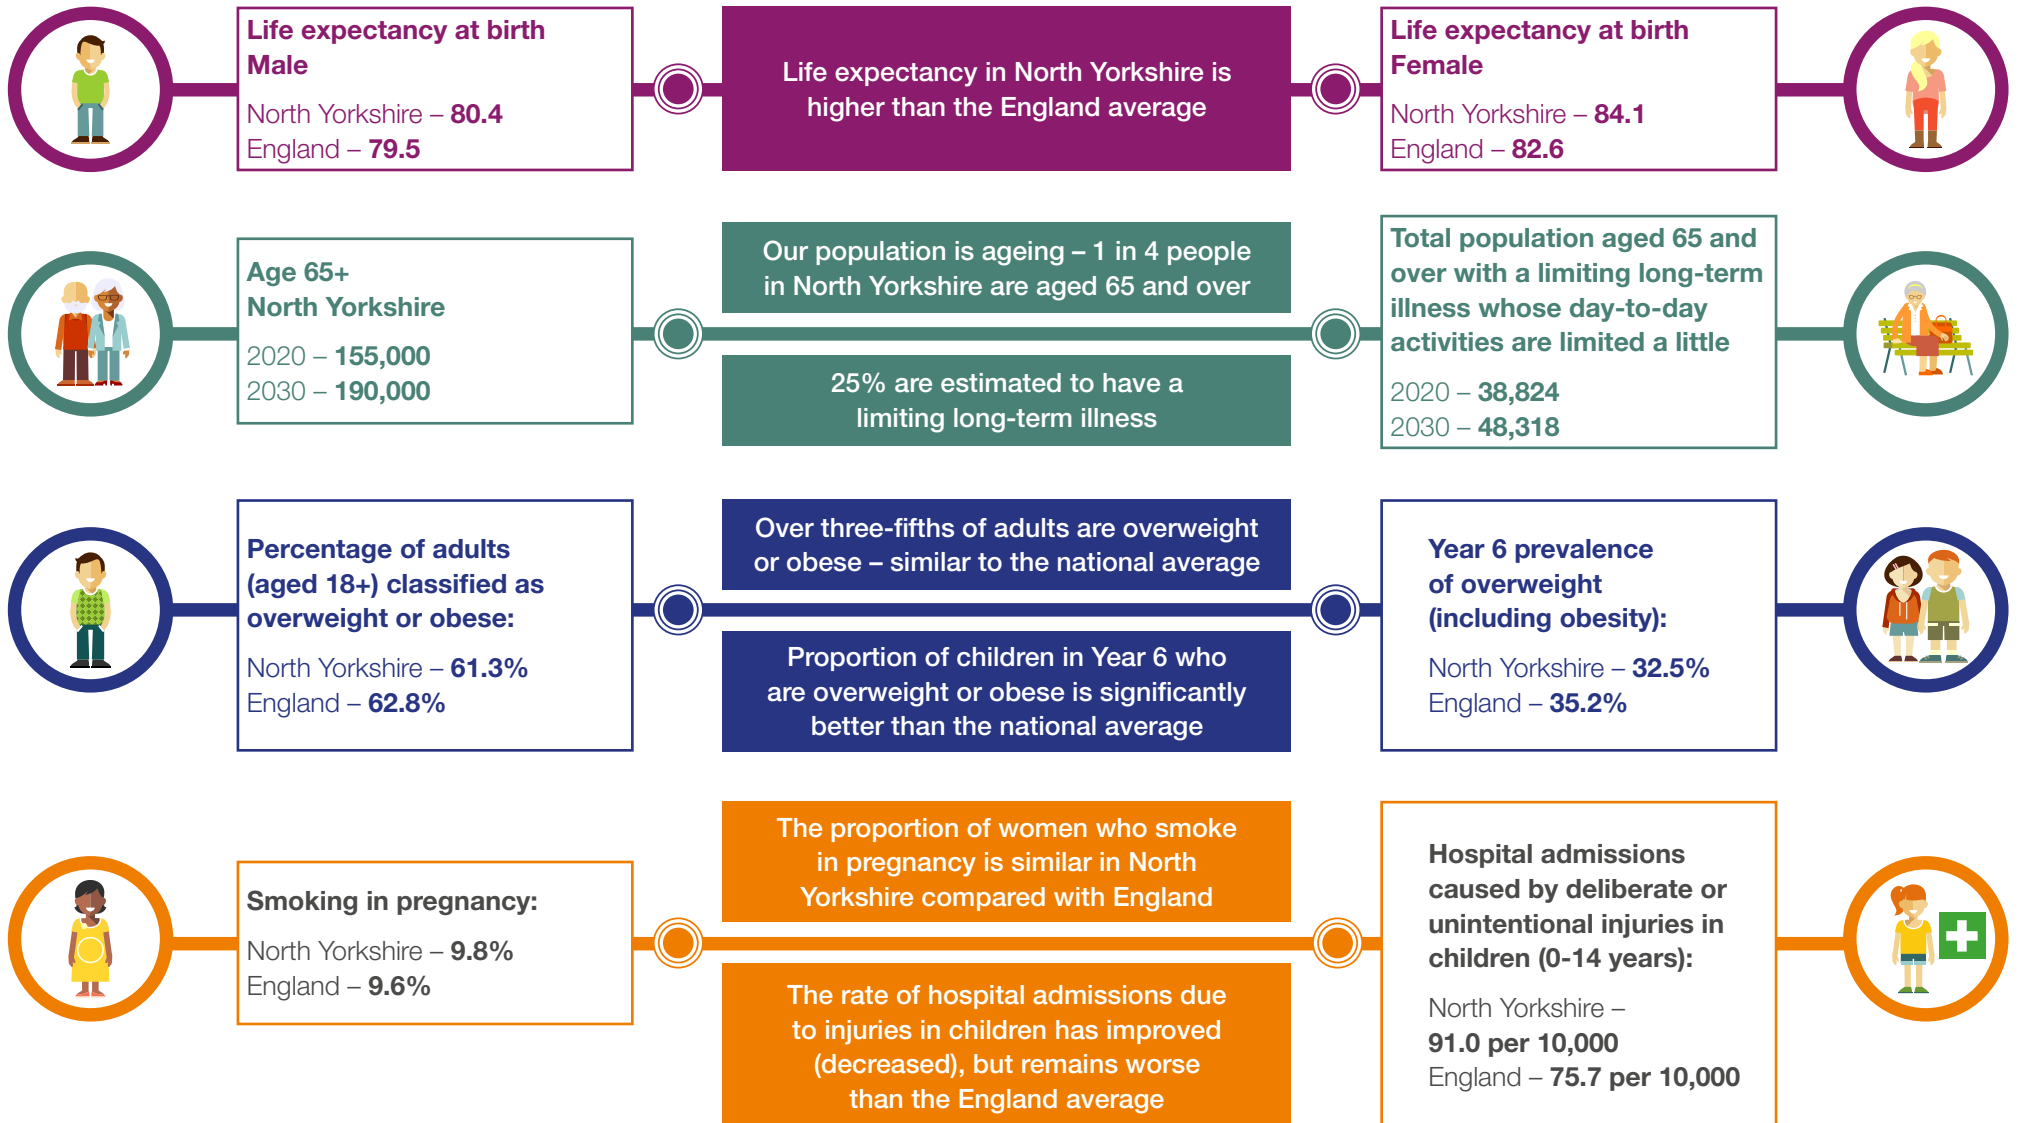 Life expectancy at birth
Male
North Yorkshire – 80.4
England – 79.5
Life expectancy in North Yorkshire is
higher than the England average
Life expectancy at birth
Female
North Yorkshire – 84.1
England – 82.6
Age 65+
North Yorkshire
2020 – 155,000
2030 – 190,000
Our population is ageing – 1 in 4 people
in North Yorkshire are aged 65 and over
25% are estimated to have a
limiting long-term illness
Total population aged 65 and
over with a limiting long-term
illness whose day-to-day
activities are limited a little
2020 – 38,824
2030 – 48,318
Percentage of adults
(aged 18+) classified as
overweight or obese:
North Yorkshire – 61.3%
England – 62.8%
Over three-fifths of adults are overweight
or obese – similar to the national average
Proportion of children in Year 6 who
are overweight or obese is significantly
better than the national average
Year 6 prevalence
of overweight
(including obesity):
North Yorkshire – 32.5%
England – 35.2%
Smoking in pregnancy:
North Yorkshire – 9.8%
England – 9.6%
The proportion of women who smoke
in pregnancy is similar in North
Yorkshire compared with England
The rate of hospital admissions due
to injuries in children has improved
(decreased), but remains worse
than the England average
Hospital admissions
caused by deliberate or
unintentional injuries in
children (0-14 years):
North Yorkshire –
91.0 per 10,000
England – 75.7 per 10,000